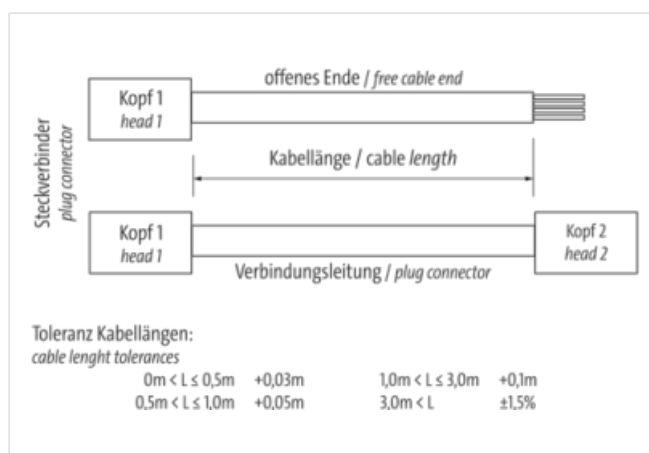 offenes Ende / free cable end
Kopf 1
head 1
Steckverbinder
plug connector
Kabellänge / cable length
Kopf 1
head 1
Kopf 2
head 2
Verbindungsleitung / plug connector
Toleranz Kabellängen:
cable lenght tolerances
0m < L ≤ 0,5m +0,03m 1,0m < L ≤ 3,0m +0,1m
0,5m < L ≤ 1,0m +0,05m 3,0m < L ±1,5%